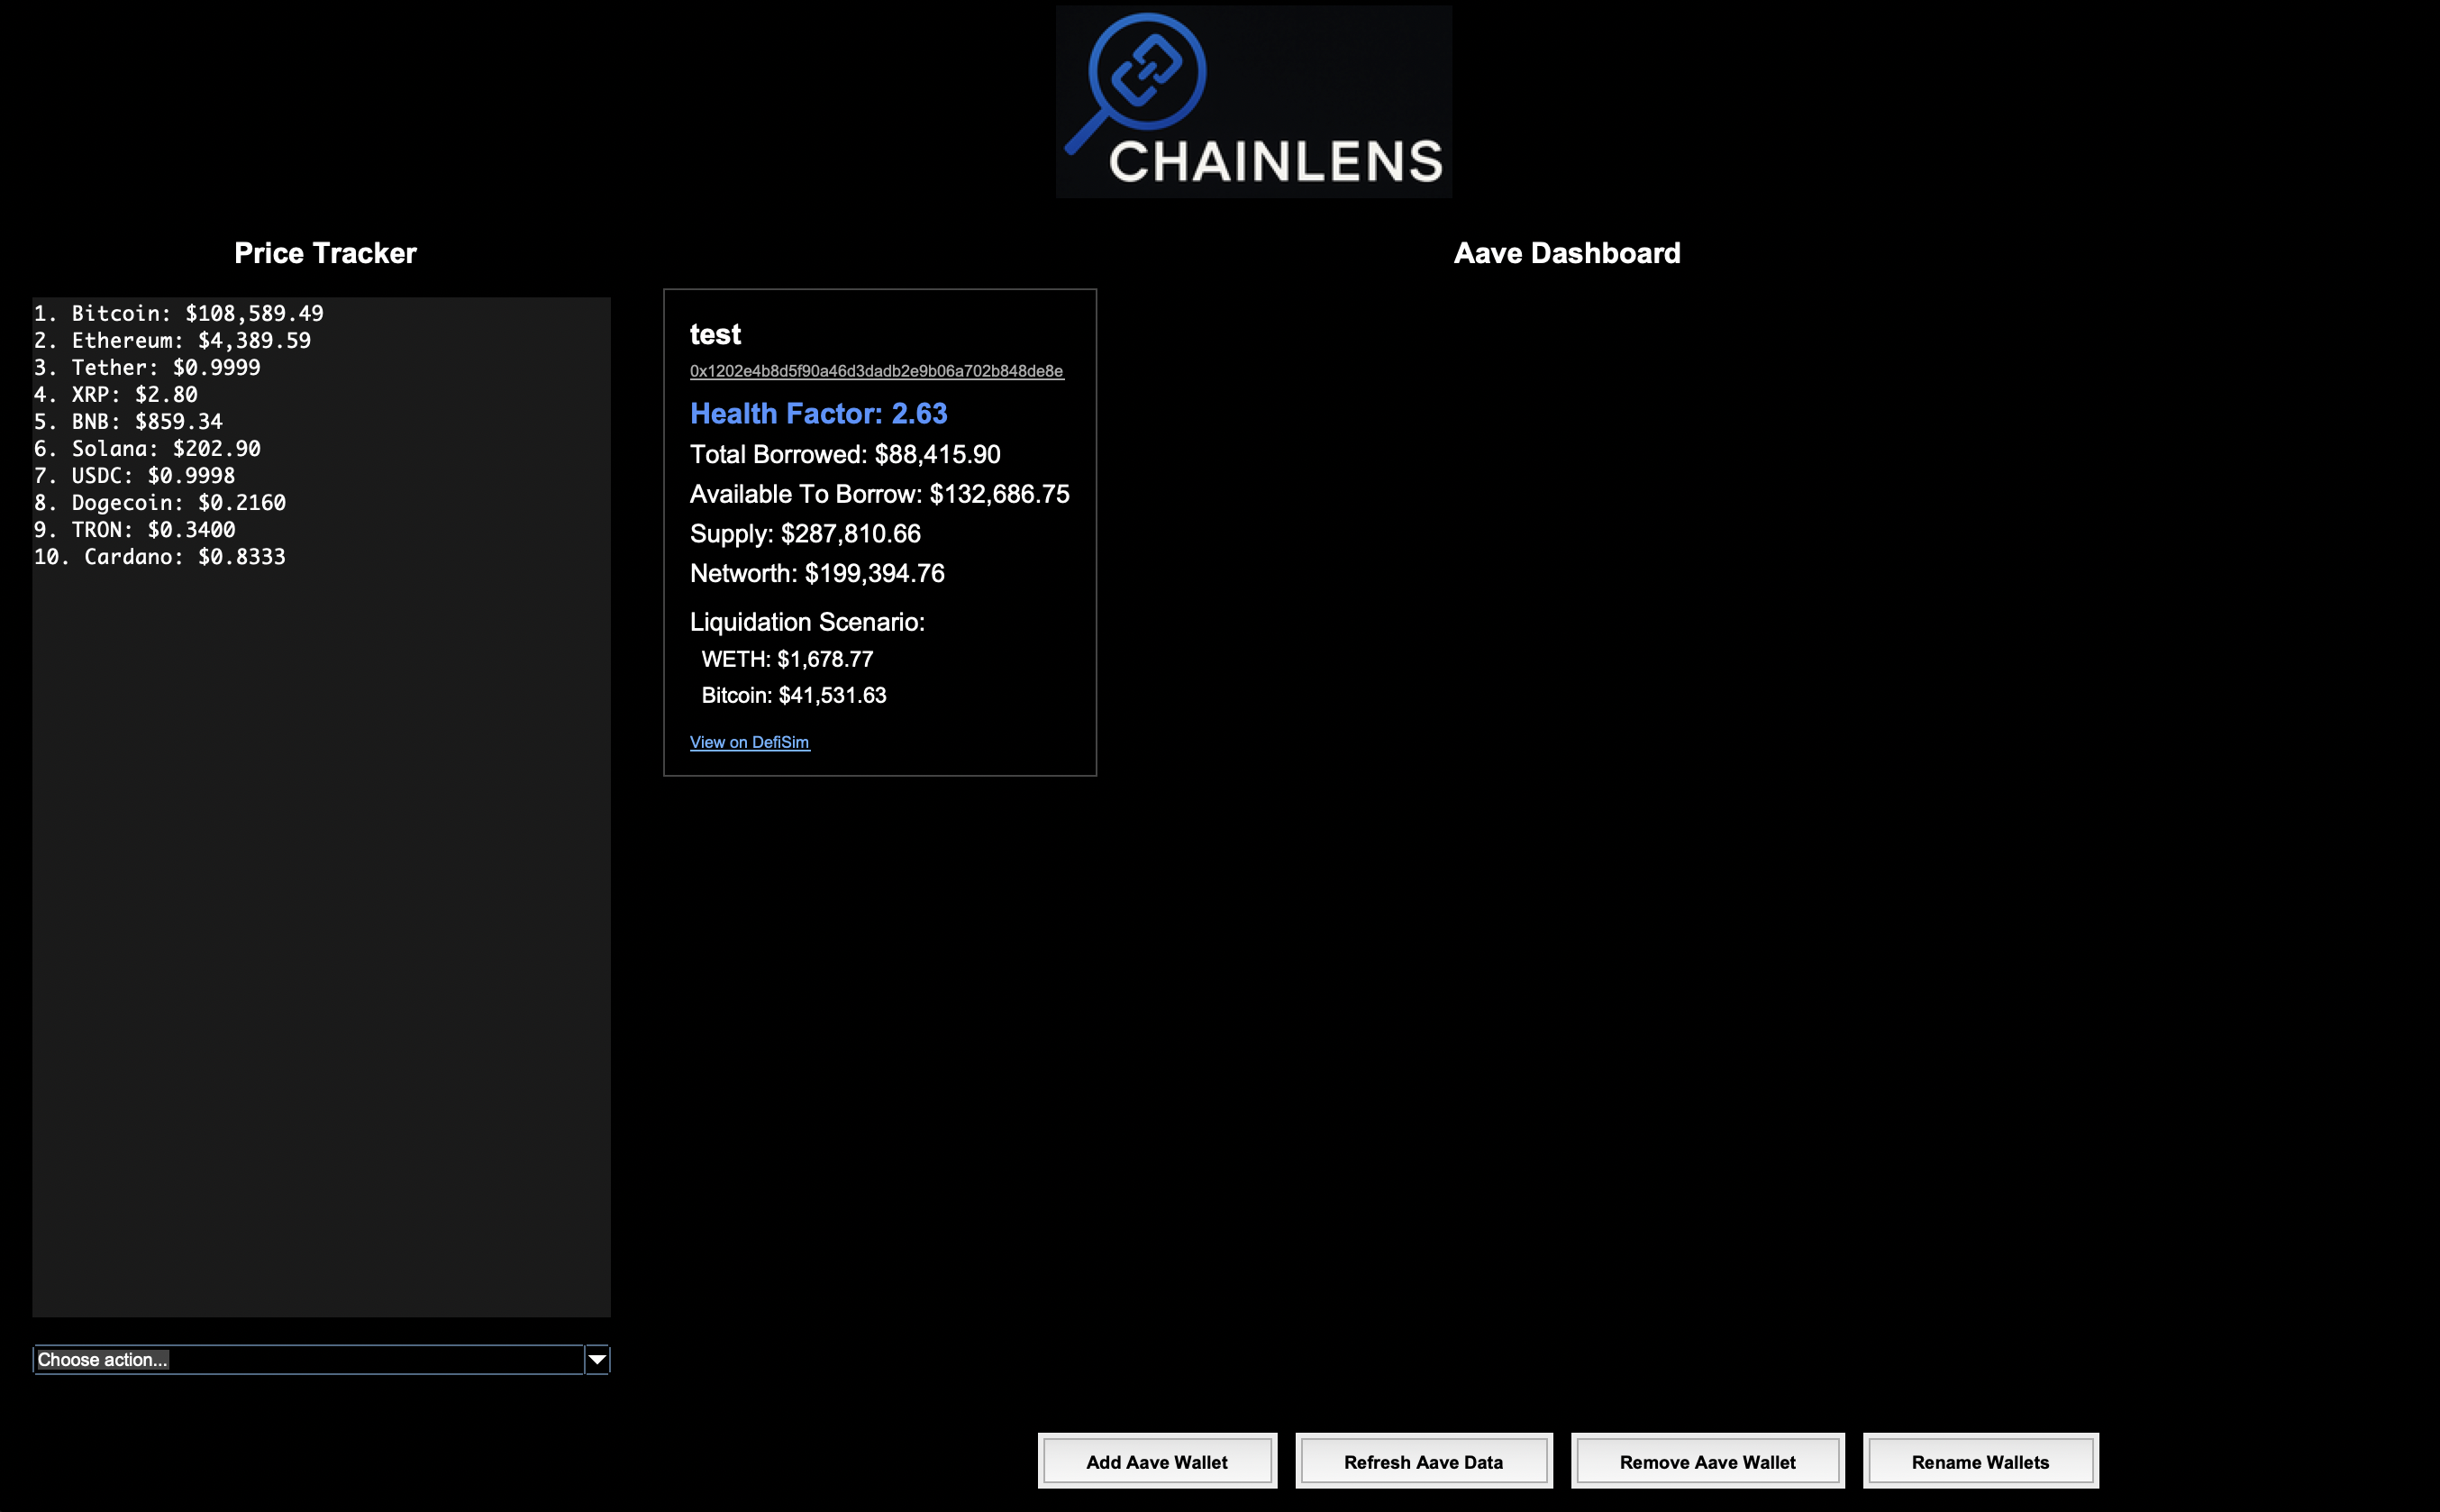 CHAINLENS
Price Tracker
1. Bitcoin: $108,589.49
2. Ethereum: $4,389.59
3. Tether: $0.9999
4. XRP: $2.80
5. BNB: $859.34
6. Solana: $202.90
7. USDC: $0.9998
8. Dogecoin: $0.2160
9. TRON: $0.3400
10. Cardano: $0.8333
Choose action...
Aave Dashboard
test
0x1202e4b8d5f90a46d3dadb2e9b06a702b848de8e
Health Factor: 2.63
Total Borrowed: $88,415.90
Available To Borrow: $132,686.75
Supply: $287,810.66
Networth: $199,394.76
Liquidation Scenario:
WETH: $1,678.77
Bitcoin: $41,531.63
View on DefiSim
Add Aave Wallet
Refresh Aave Data
Remove Aave Wallet
Rename Wallets